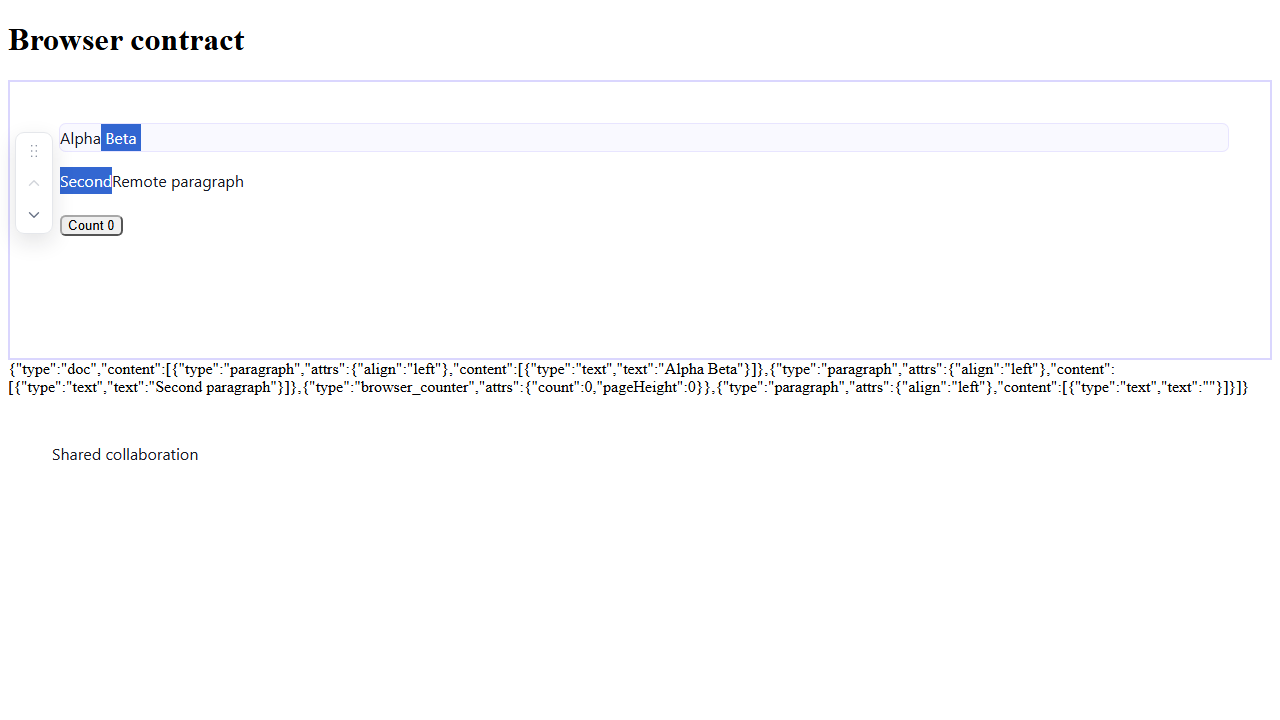 Browser contract
Alpha Beta
SecondRemote paragraph
Count 0
{"type":"doc","content":[{"type":"paragraph","attrs":{"align":"left"},"content":[{"type":"text","text":"Alpha Beta"}]},{"type":"paragraph","attrs":{"align":"left"},"content":
[{"type":"text","text":"Second paragraph"}]},{"type":"browser_counter","attrs":{"count":0,"pageHeight":0}},{"type":"paragraph","attrs":{"align":"left"},"content":[{"type":"text","text":""}]}]}
Shared collaboration